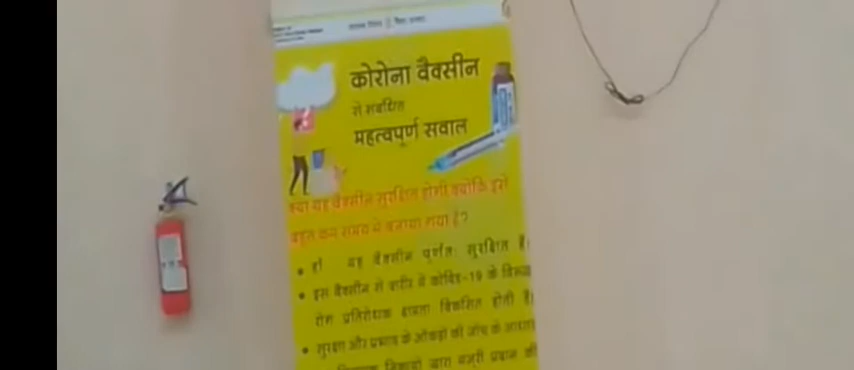 कोरोना वैक्सीन
से संबंधित
महत्वपूर्ण सवाल
क्या यह वैक्सीन सुरक्षित होगी क्योंकि इसे
बहुत कम समय में बनाया गया है?
• हाँ यह वैक्सीन पूर्णतः सुरक्षित है।
• इस वैक्सीन से शरीर में कोविड-19 के विरूद्ध
रोग प्रतिरोधक क्षमता विकसित होती है।
• सुरक्षा और प्रभाव के आंकड़ों की जांच के आधार
द्वारा मंजूरी प्रदान की